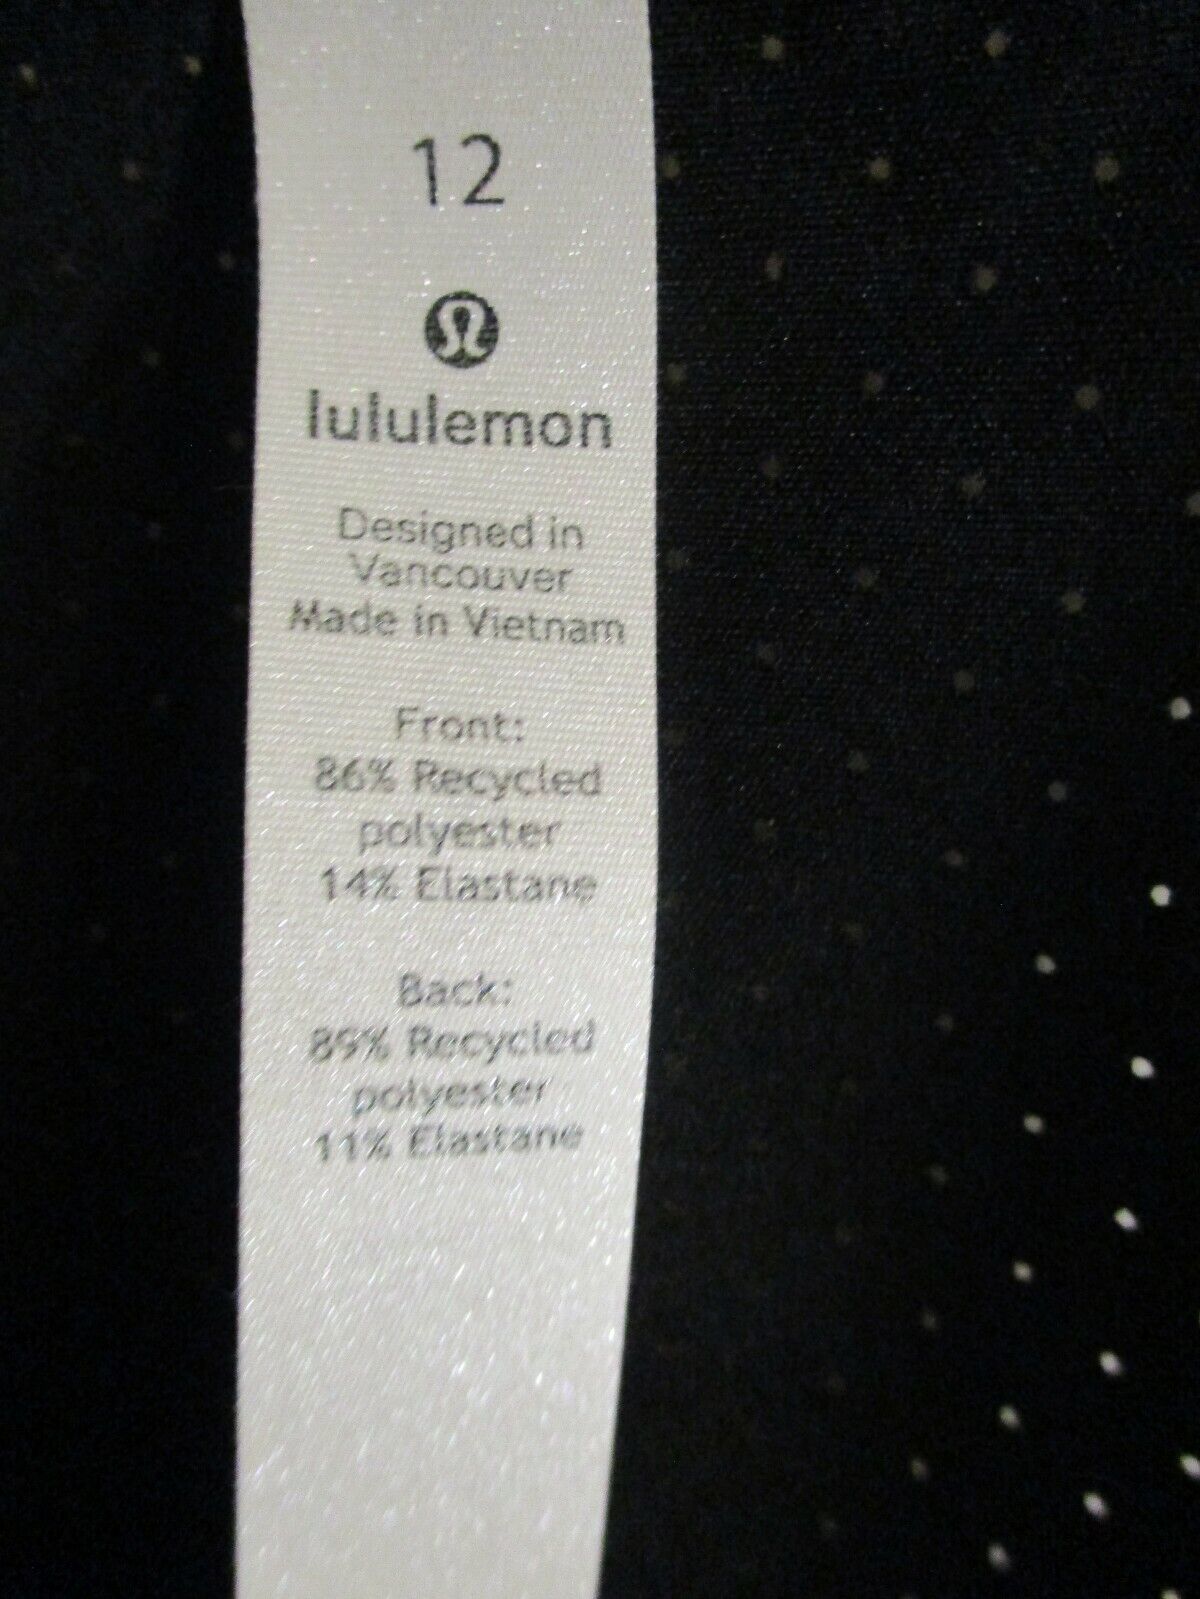 12
lululemon
Designed in
Vancouver
Made in Vietnam
Front:
86% Recycled
polyester
14% Elastane
Back:
89% Recycled
polyester
11% Elastane